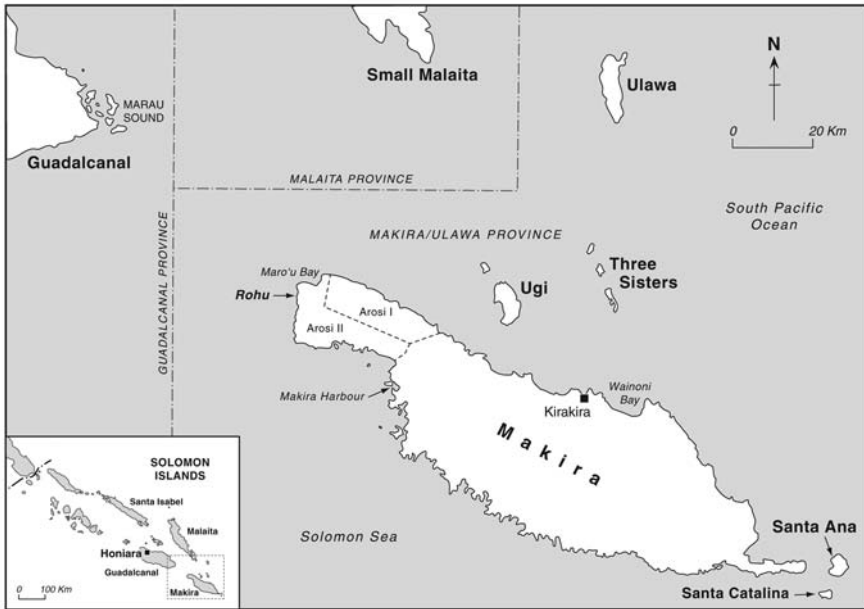 Small Malaita
Ulawa
N
0 20 Km
MARAU
SOUND
Guadalcanal
MALAITA PROVINCE
South Pacific
Ocean
MAKIRA/ULAWA PROVINCE
GUADALCANAL PROVINCE
Maro'u Bay
Rohu
Arosi I
Arosi II
Ugi
Three
Sisters
Makira Harbour
Wainoni
Bay
Kirakira
Makira
Solomon Sea
Santa Ana
Santa Catalina
SOLOMON
ISLANDS
Santa Isabel
Malaita
Honiara
Guadalcanal
Makira
0 100 Km